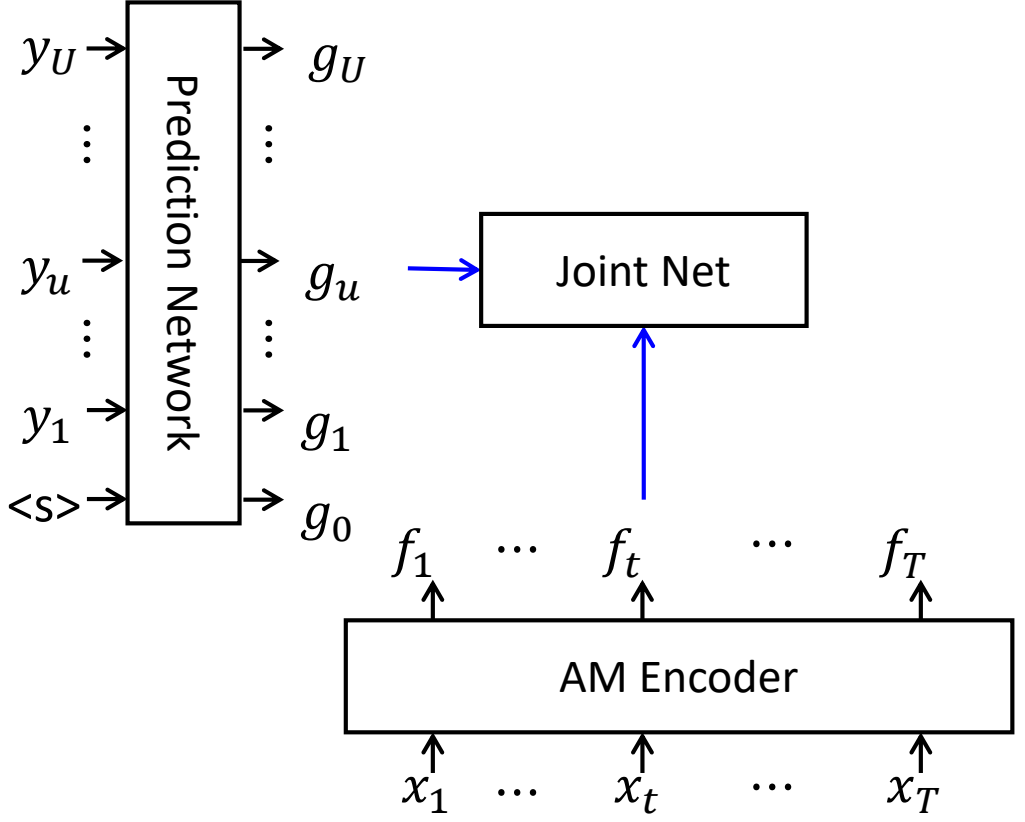 y_U g_U
⋮ ⋮
Prediction Network
y_u g_u
Joint Net
⋮ ⋮
y_1 g_1
<s> g_0
f_1 ⋯ f_t ⋯ f_T
AM Encoder
x_1 ⋯ x_t ⋯ x_T